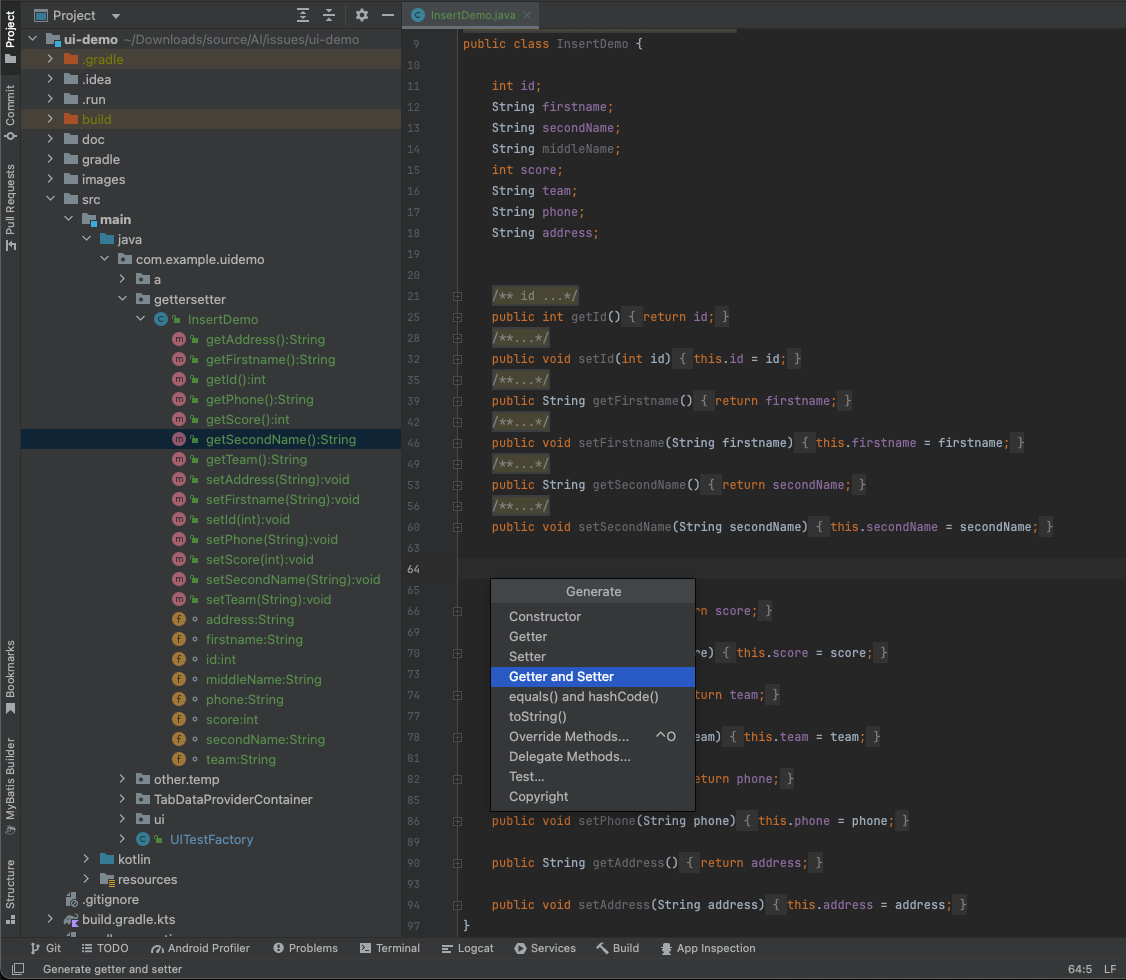 Project
InsertDemo.java
Project
Commit
Pull Requests
Bookmarks
MyBatis Builder
Structure
ui-demo ~/Downloads/source/AI/issues/ui-demo
.gradle
.idea
.run
build
doc
gradle
images
src
main
java
com.example.uidemo
a
gettersetter
InsertDemo
getAddress():String
getFirstname():String
getId():int
getPhone():String
getScore():int
getSecondName():String
getTeam():String
setAddress(String):void
setFirstname(String):void
setId(int):void
setPhone(String):void
setScore(int):void
setSecondName(String):void
setTeam(String):void
address:String
firstname:String
id:int
middleName:String
phone:String
score:int
secondName:String
team:String
other.temp
TabDataProviderContainer
ui
UITestFactory
kotlin
resources
.gitignore
build.gradle.kts
9 public class InsertDemo {
10
11 int id;
12 String firstname;
13 String secondName;
14 String middleName;
15 int score;
16 String team;
17 String phone;
18 String address;
19
20
21 /** id ...*/
25 public int getId() { return id; }
28 /**...*/
32 public void setId(int id) { this.id = id; }
35 /**...*/
39 public String getFirstname() { return firstname; }
42 /**...*/
46 public void setFirstname(String firstname) { this.firstname = firstname; }
49 /**...*/
53 public String getSecondName() { return secondName; }
56 /**...*/
60 public void setSecondName(String secondName) { this.secondName = secondName; }
63
64
65
66 rn score; }
69
70 re) { this.score = score; }
73
74 turn team; }
77
78 eam) { this.team = team; }
81
82 eturn phone; }
85
86 public void setPhone(String phone) { this.phone = phone; }
89
90 public String getAddress() { return address; }
93
94 public void setAddress(String address) { this.address = address; }
97 }
Generate
Constructor
Getter
Setter
Getter and Setter
equals() and hashCode()
toString()
Override Methods... ^O
Delegate Methods...
Test...
Copyright
Git TODO Android Profiler Problems Terminal Logcat Services Build App Inspection
Generate getter and setter 64:5 LF